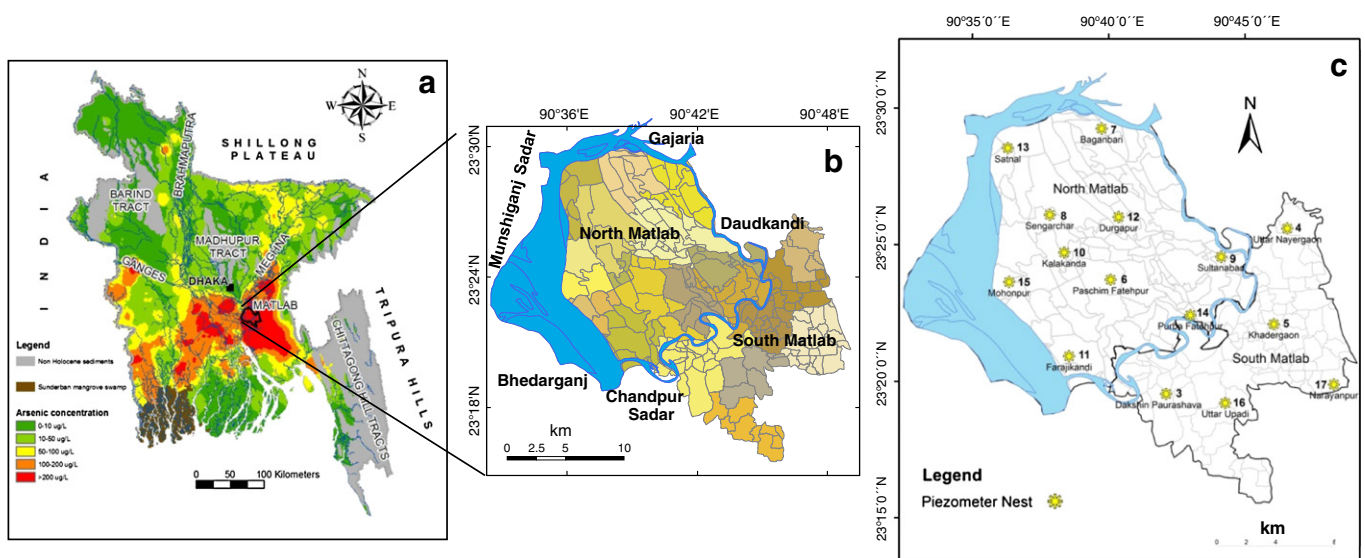 a
N
W
E
S
SHILLONG
PLATEAU
INDIA
BRAHMAPUTRA
BARIND
TRACT
MADHUPUR
TRACT
MEGHNA
GANGES
DHAKA
MATLAB
TRIPURA HILLS
CHITTAGONG HILL TRACTS
Legend
Non Holocene sediments
Sunderban mangrove swamp
Arsenic concentration
0-10 ug/L
10-50 ug/L
50-100 ug/L
100-200 ug/L
>200 ug/L
0 50 100 Kilometers
90°36'E
90°42'E
90°48'E
23°30'N
23°24'N
23°18'N
b
Gajaria
Munshiganj Sadar
Daudkandi
North Matlab
South Matlab
Bhedarganj
Chandpur
Sadar
km
0 2.5 5 10
90°35´0´´E
90°40´0´´E
90°45´0´´E
23°30´0´´N
23°25´0´´N
23°20´0´´N
23°15´0´´N
c
N
7
Baganbari
13
Satnal
North Matlab
8
Sengarchar
12
Durgapur
4
Uttar Nayergaon
10
Kalakanda
9
Sultanabad
15
Mohonpur
6
Paschim Fatehpur
14
Purba Fatehpur
5
Khadergaon
11
Farajikandi
South Matlab
17
Narayanpur
3
Dakshin Paurashava
16
Uttar Upadi
Legend
Piezometer Nest
km
0 2 4